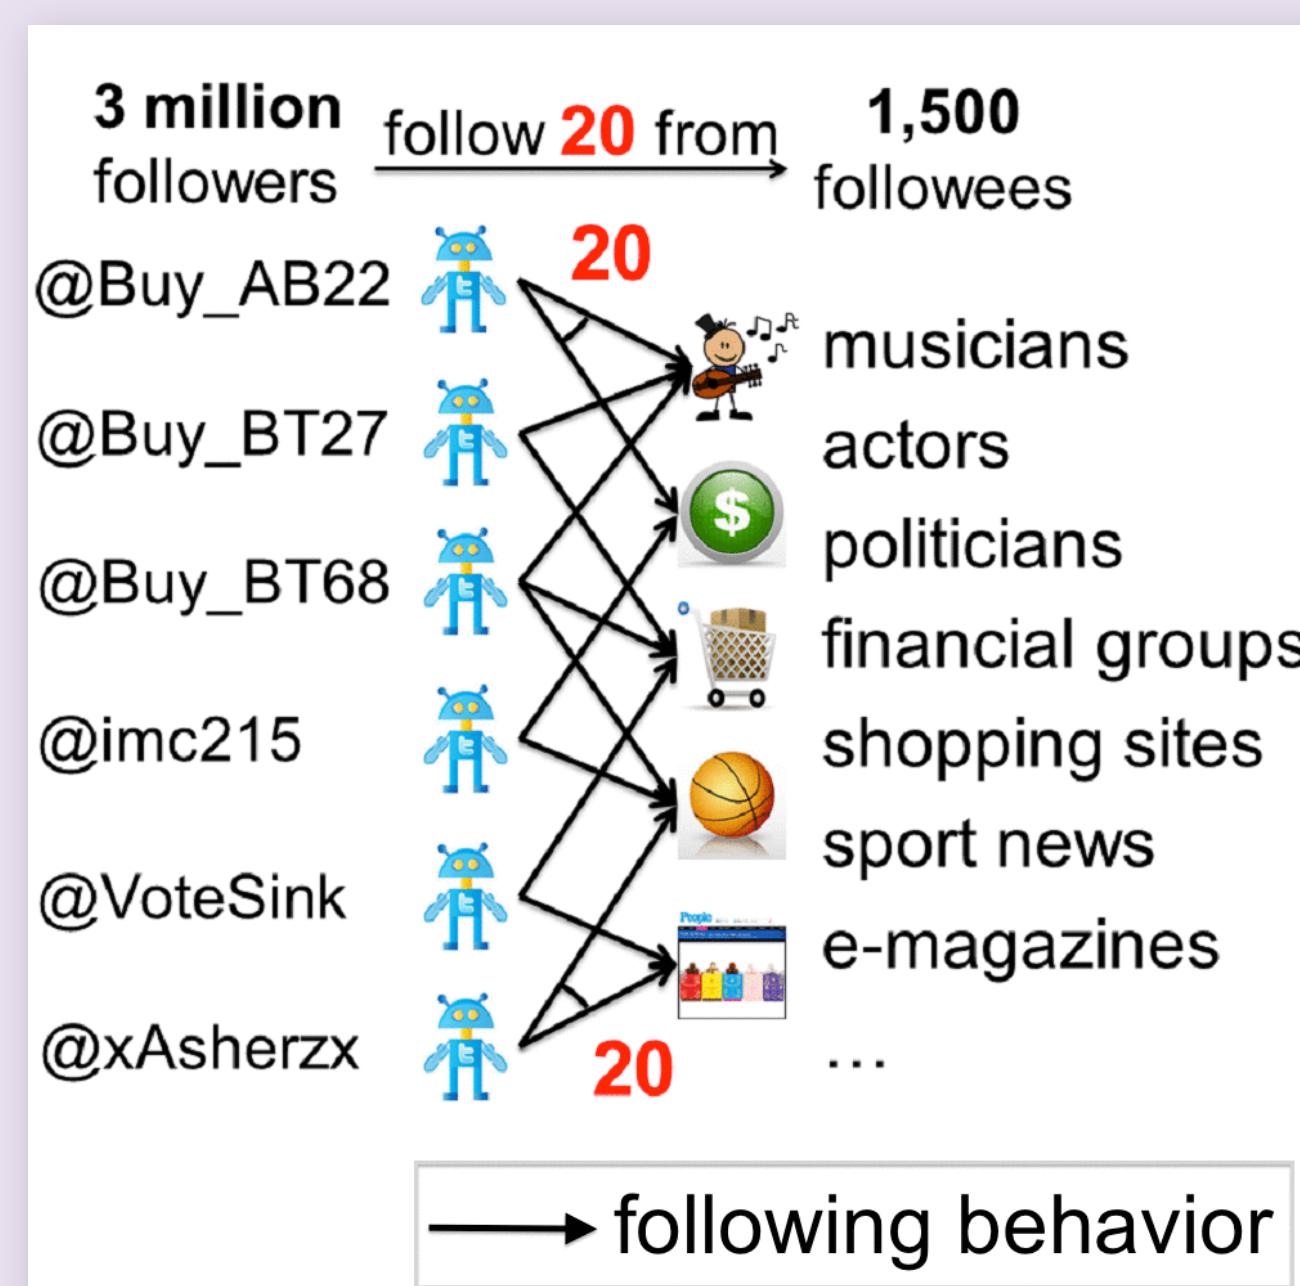 3 million
followers
follow 20 from
1,500
followees
20
@Buy_AB22
@Buy_BT27
@Buy_BT68
@imc215
@VoteSink
@xAsherzx
musicians
actors
politicians
financial groups
shopping sites
sport news
e-magazines
...
$
People
20
following behavior